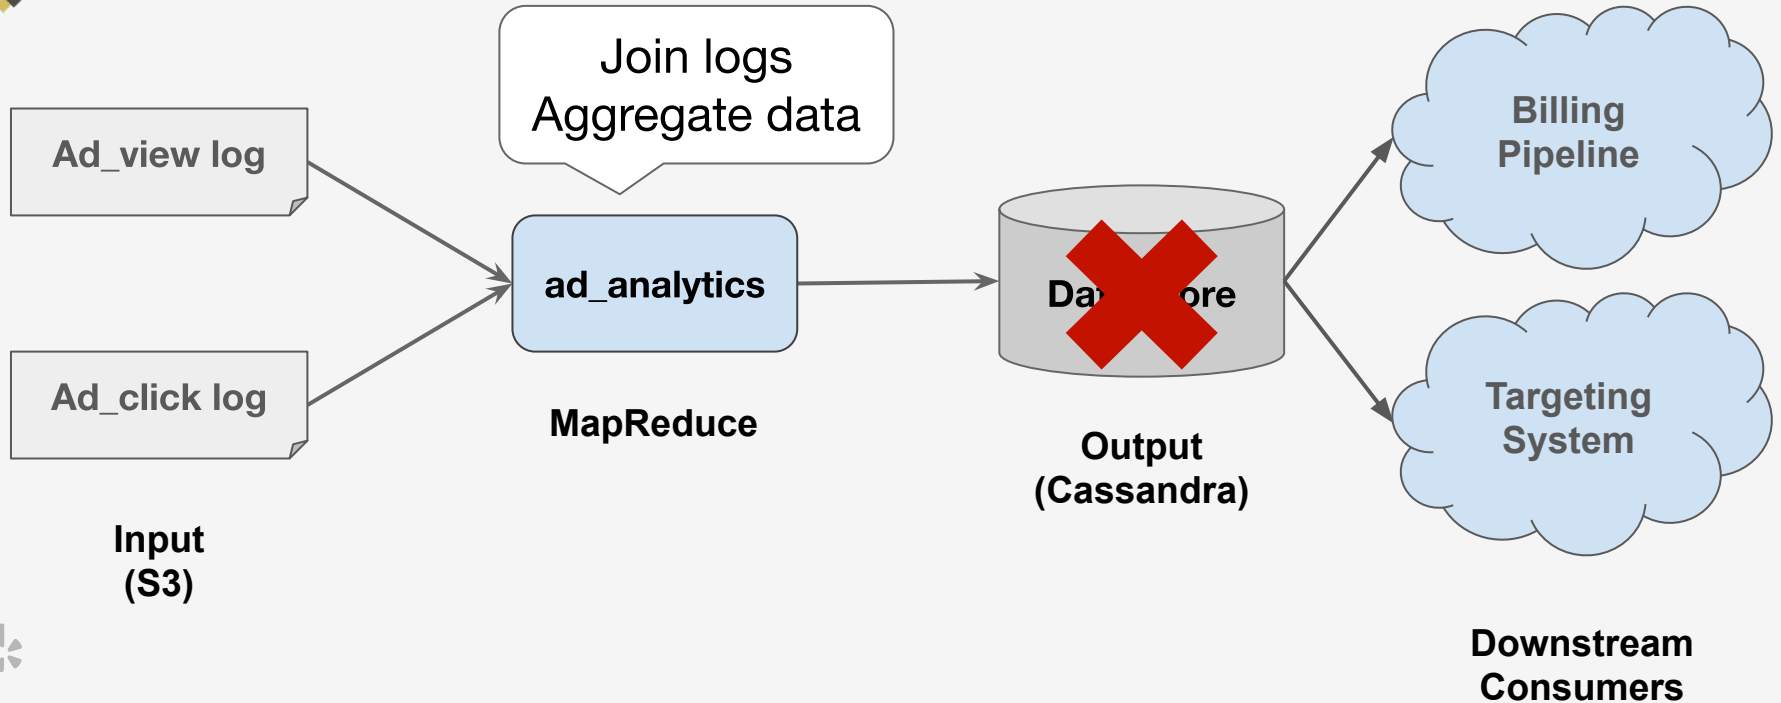 Join logs
Aggregate data
Ad_view log
Ad_click log
Input
(S3)
ad_analytics
MapReduce
Output
(Cassandra)
Billing
Pipeline
Targeting
System
Downstream
Consumers